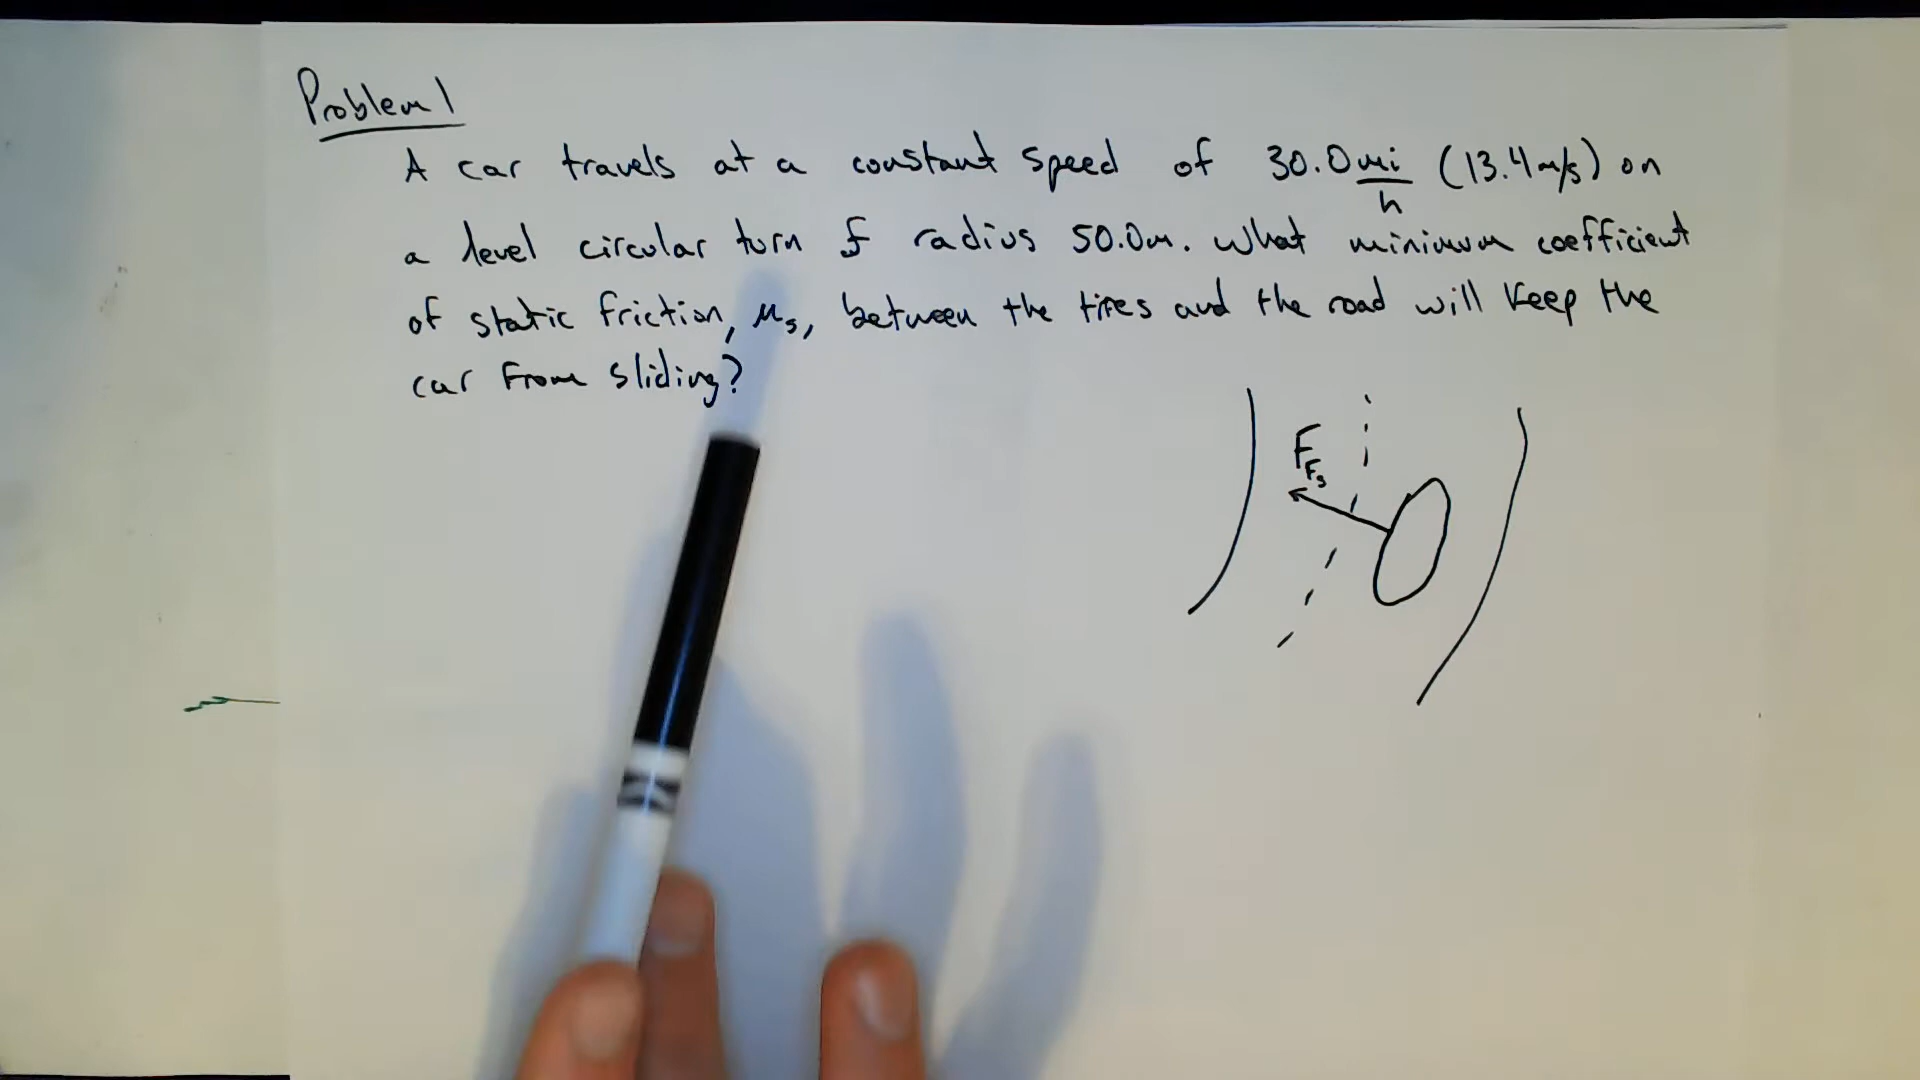 Problem 1
A car travels at a constant speed of 30.0 mi/h (13.4 m/s) on
a level circular turn of radius 50.0m. What minimum coefficient
of static friction, μs, between the tires and the road will keep the
car from sliding?
F_Fs